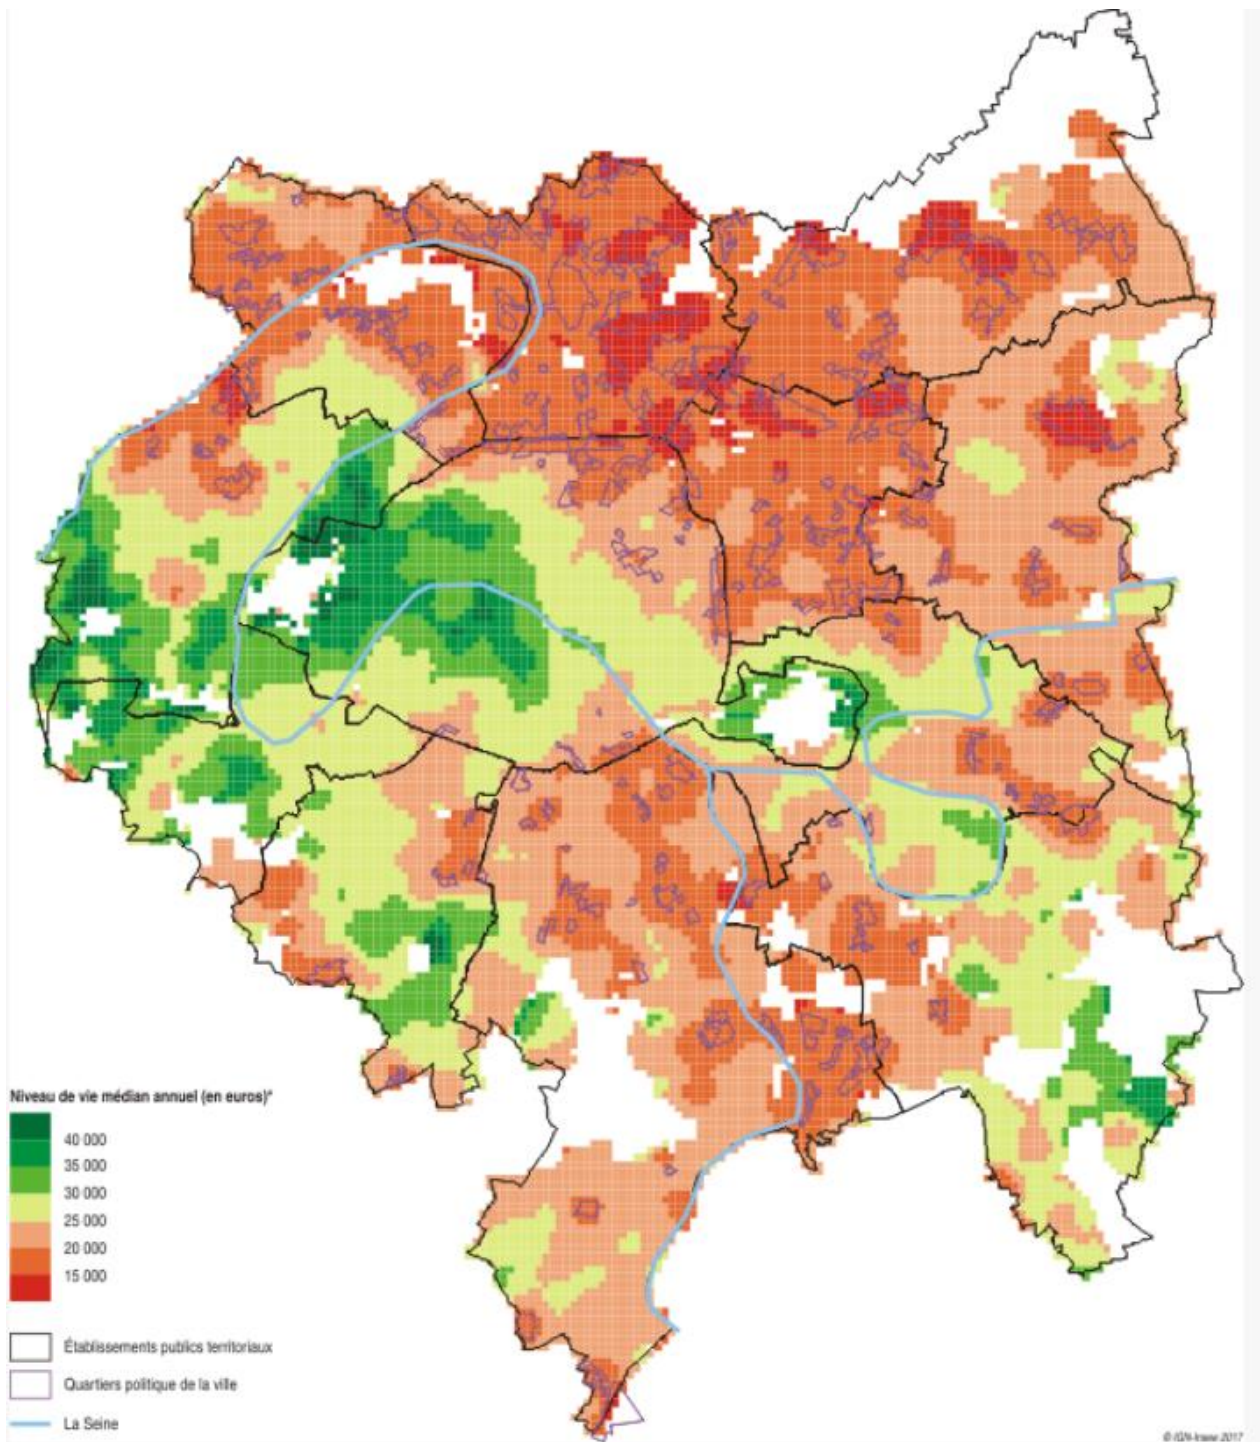 Niveau de vie médian annuel (en euros)*
40 000
35 000
30 000
25 000
20 000
15 000
Établissements publics territoriaux
Quartiers politique de la ville
La Seine
© IGN-Insee 2017